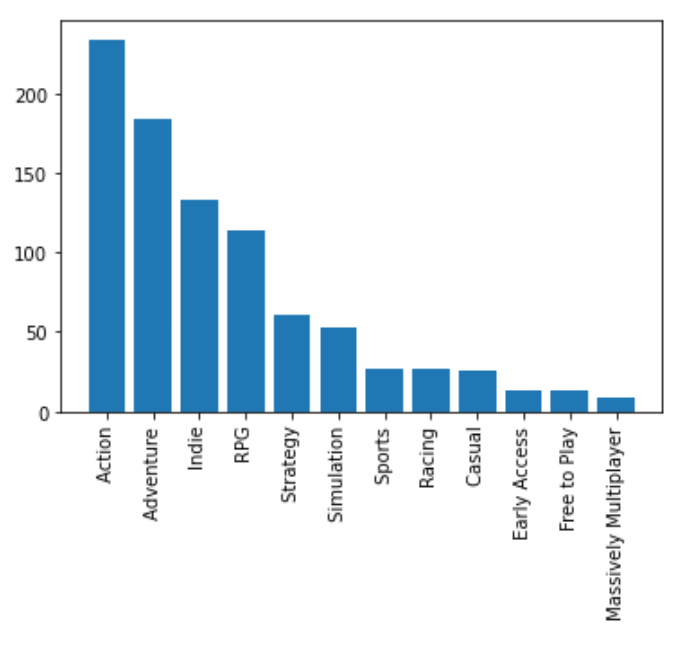 200
150
100
50
0
Action
Adventure
Indie
RPG
Strategy
Simulation
Sports
Racing
Casual
Early Access
Free to Play
Massively Multiplayer